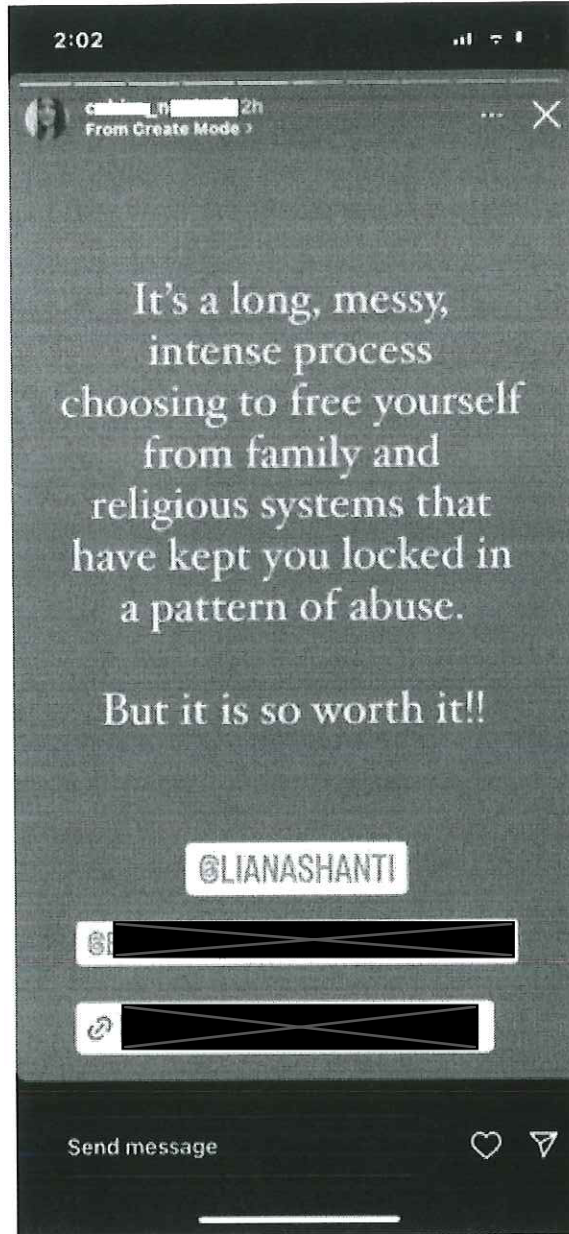 2:02
2h
From Create Mode >
It's a long, messy,
intense process
choosing to free yourself
from family and
religious systems that
have kept you locked in
a pattern of abuse.
But it is so worth it!!
@LIANASHANTI
Send message